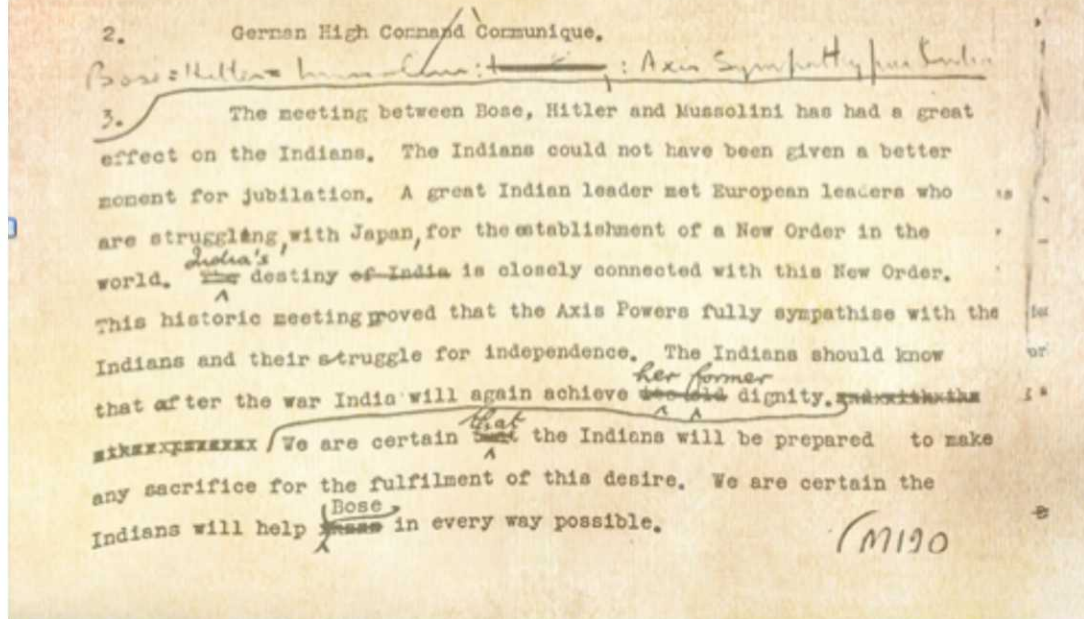 2. German High Command Communique.
Bose = Hitler = : Axis Sympathy for India
3. The meeting between Bose, Hitler and Mussolini has had a great
effect on the Indians. The Indians could not have been given a better
moment for jubilation. A great Indian leader met European leaders who
are struggling, with Japan, for the establishment of a New Order in the
world. India's destiny of India is closely connected with this New Order.
This historic meeting proved that the Axis Powers fully sympathise with the
Indians and their struggle for independence. The Indians should know
that after the war India will again achieve her former dignity.
We are certain that the Indians will be prepared to make
any sacrifice for the fulfilment of this desire. We are certain the
Indians will help Bose in every way possible.
(M190